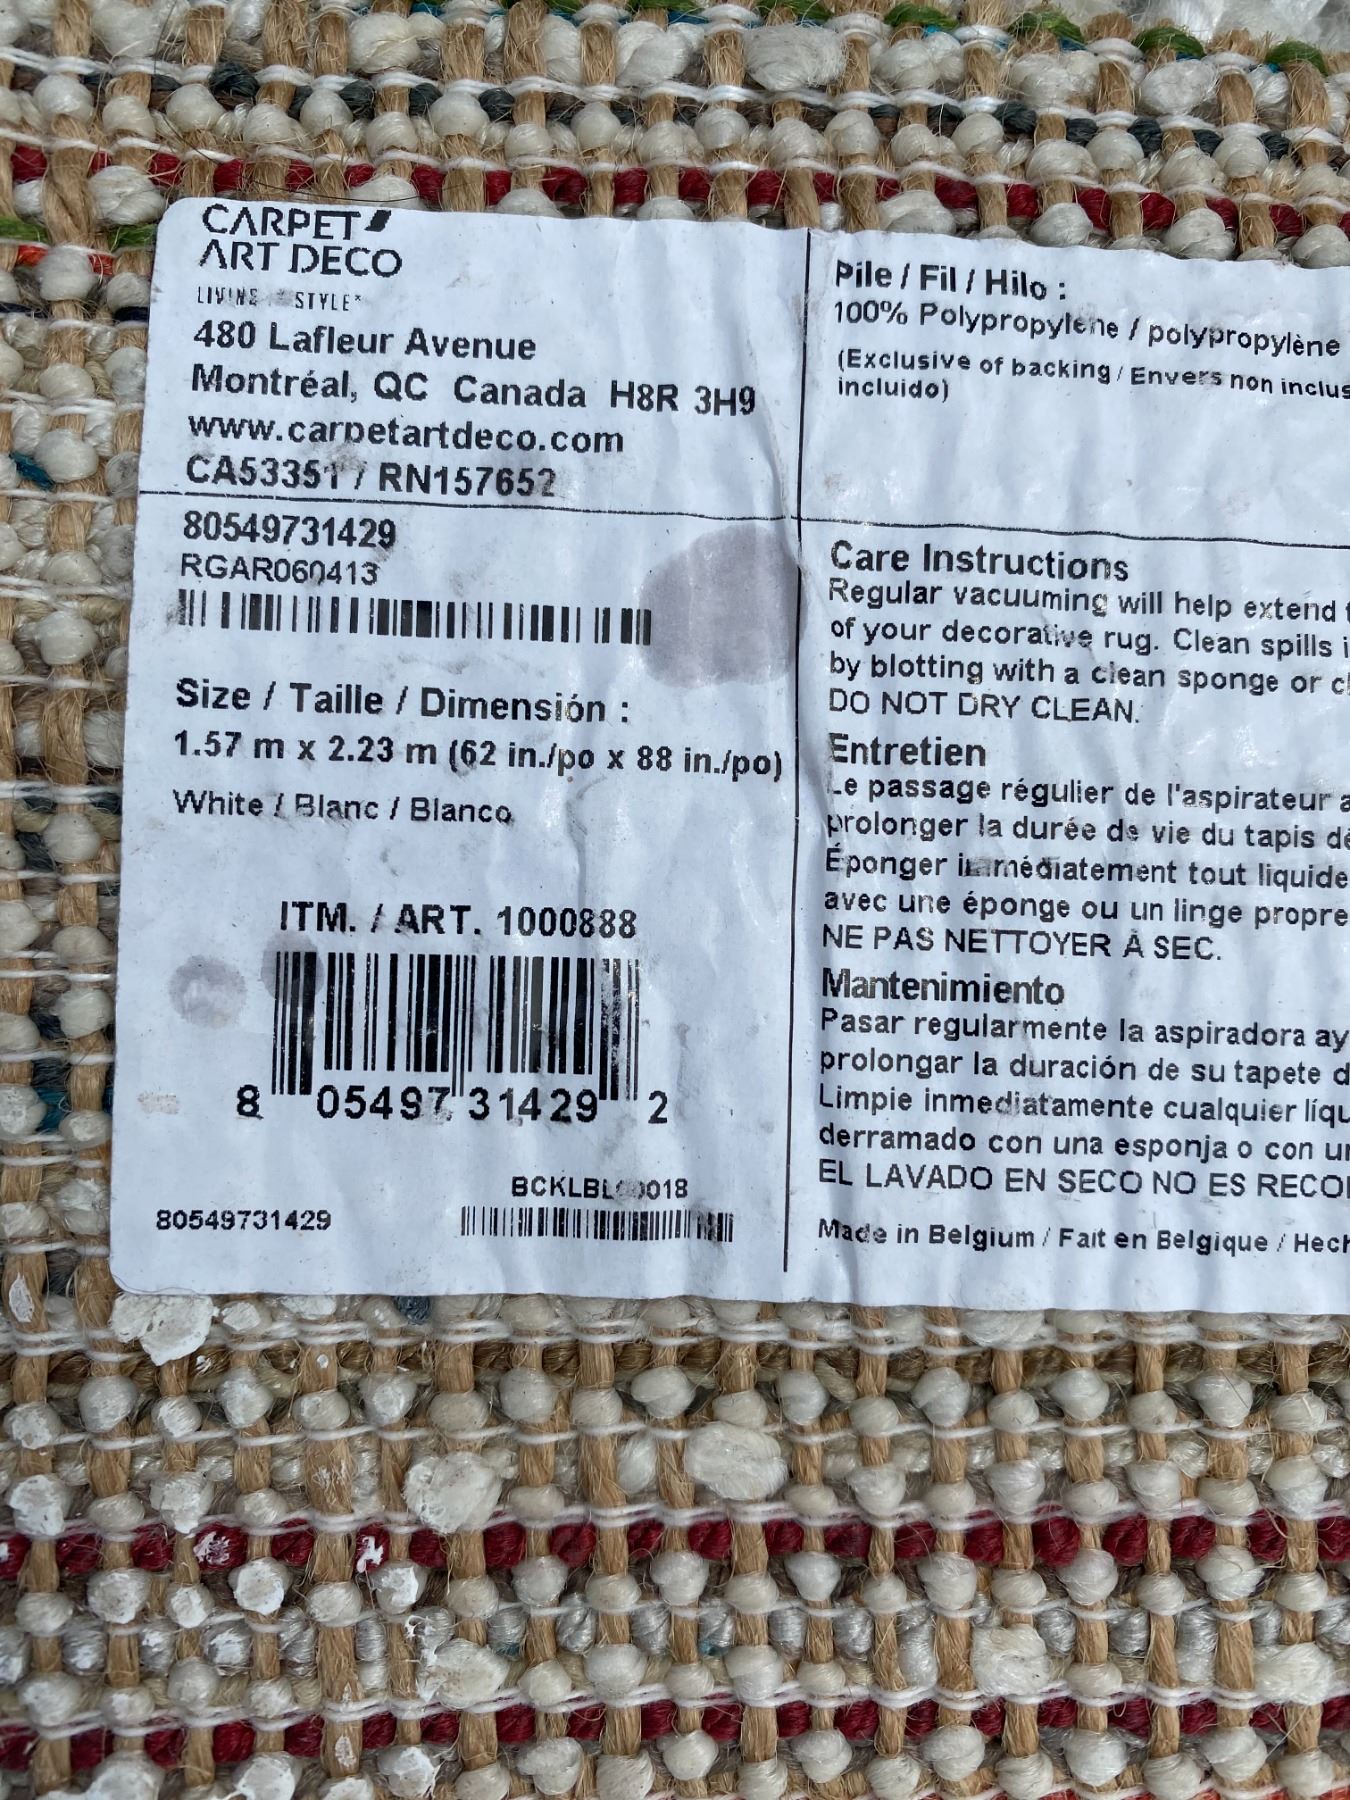 CARPET
ART DECO
LIVING STYLE
480 Lafleur Avenue
Montréal, QC Canada H8R 3H9
www.carpetartdeco.com
CA53351 / RN157652
80549731429
RGAR060413
Size / Taille / Dimensión :
1.57 m x 2.23 m (62 in./po x 88 in./po)
White / Blanc / Blanco
ITM. / ART. 1000888
8 05497 31429 2
80549731429
Pile / Fil / Hilo :
100% Polypropylene / polypropylène
(Exclusive of backing / Envers non inclus
incluido)
Care Instructions
Regular vacuuming will help extend
of your decorative rug. Clean spills
by blotting with a clean sponge or
DO NOT DRY CLEAN.
Entretien
Le passage régulier de l'aspirateur
prolonger la durée de vie du tapis
Éponger immédiatement tout liquide
avec une éponge ou un linge propre
NE PAS NETTOYER À SEC.
Mantenimiento
Pasar regularmente la aspiradora
prolongar la duración de su tapete
Limpie inmediatamente cualquier
derramado con una esponja o con
EL LAVADO EN SECO NO ES
Made in Belgium / Fait en Belgique /